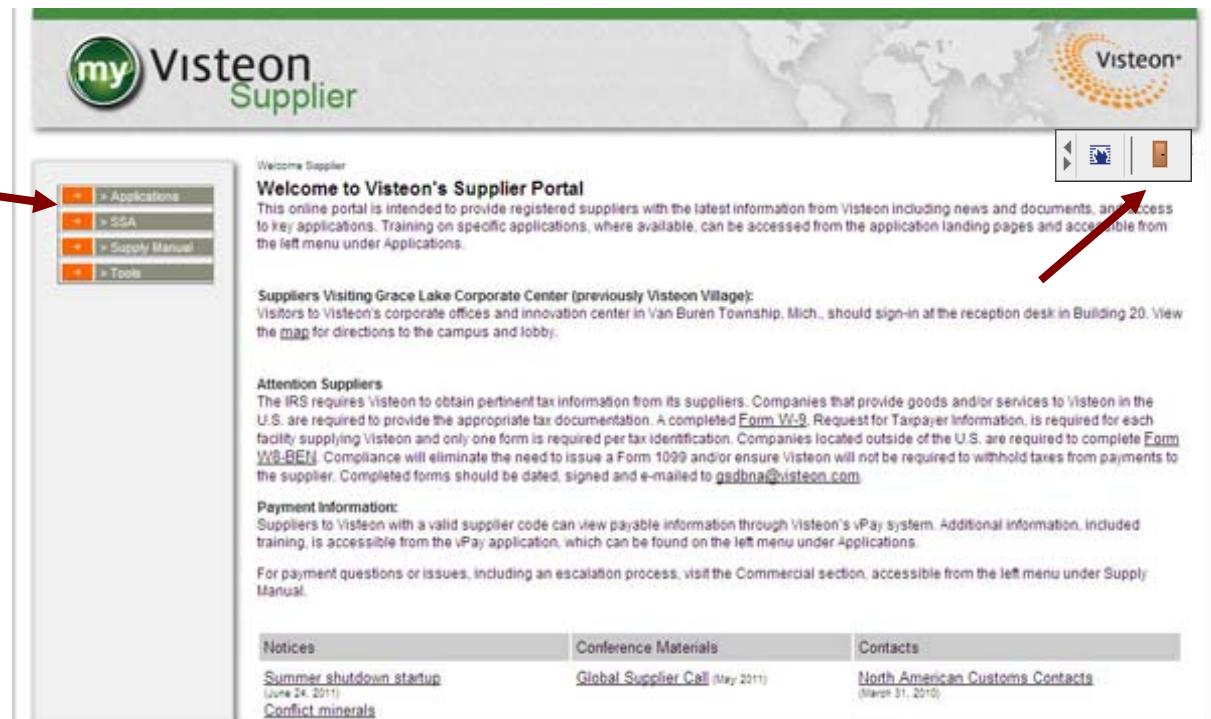 my Visteon
Supplier
Visteon
Welcome Supplier
» Applications
» SSA
» Supply Manual
» Tools
Welcome to Visteon's Supplier Portal
This online portal is intended to provide registered suppliers with the latest information from Visteon including news and documents, and access
to key applications. Training on specific applications, where available, can be accessed from the application landing pages and accessible from
the left menu under Applications.
Suppliers Visiting Grace Lake Corporate Center (previously Visteon Village):
Visitors to Visteon's corporate offices and innovation center in Van Buren Township, Mich., should sign-in at the reception desk in Building 20. View
the map for directions to the campus and lobby.
Attention Suppliers
The IRS requires Visteon to obtain pertinent tax information from its suppliers. Companies that provide goods and/or services to Visteon in the
U.S. are required to provide the appropriate tax documentation. A completed Form W-9, Request for Taxpayer Information, is required for each
facility supplying Visteon and only one form is required per tax identification. Companies located outside of the U.S. are required to complete Form
W8-BEN. Compliance will eliminate the need to issue a Form 1099 and/or ensure Visteon will not be required to withhold taxes from payments to
the supplier. Completed forms should be dated, signed and e-mailed to gsdbna@visteon.com.
Payment Information:
Suppliers to Visteon with a valid supplier code can view payable information through Visteon's vPay system. Additional information, included
training, is accessible from the vPay application, which can be found on the left menu under Applications.
For payment questions or issues, including an escalation process, visit the Commercial section, accessible from the left menu under Supply
Manual.
Notices Conference Materials Contacts
Summer shutdown startup Global Supplier Call (May 2011) North American Customs Contacts
(June 24, 2011) (March 31, 2010)
Conflict minerals